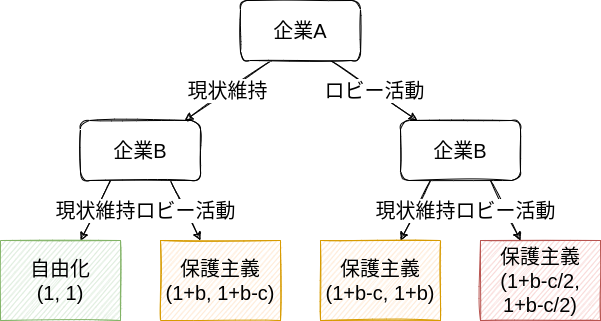 企業A
現状維持
ロビー活動
企業B
企業B
現状維持
ロビー活動
現状維持
ロビー活動
自由化
(1, 1)
保護主義
(1+b, 1+b-c)
保護主義
(1+b-c, 1+b)
保護主義
(1+b-c/2,
1+b-c/2)